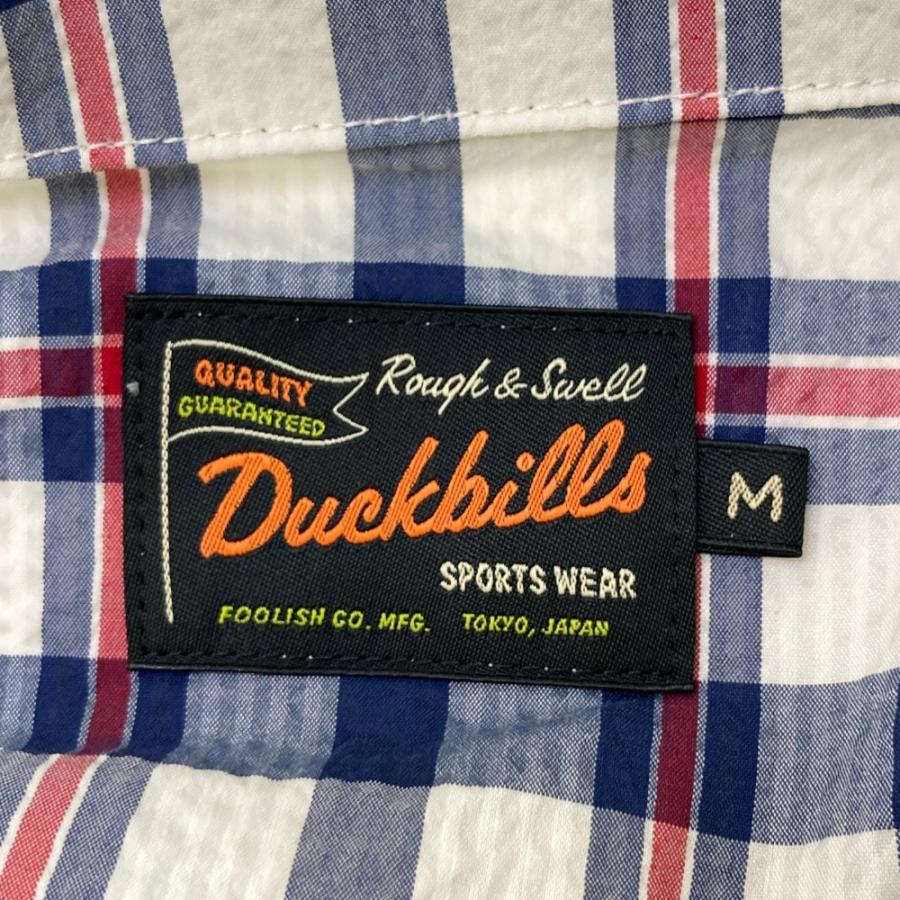 QUALITY
GUARANTEED
Rough & Swell
Duckbills
SPORTS WEAR
FOOLISH CO. MFG. TOKYO, JAPAN
M